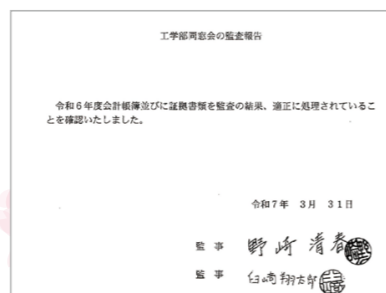 工学部同窓会の監査報告
令和6年度会計帳簿並びに証拠書類を監査の結果、適正に処理されているこ
とを確認いたしました。
令和7年 3月 31日
監事 野崎清春
監事 臼崎翔太郎